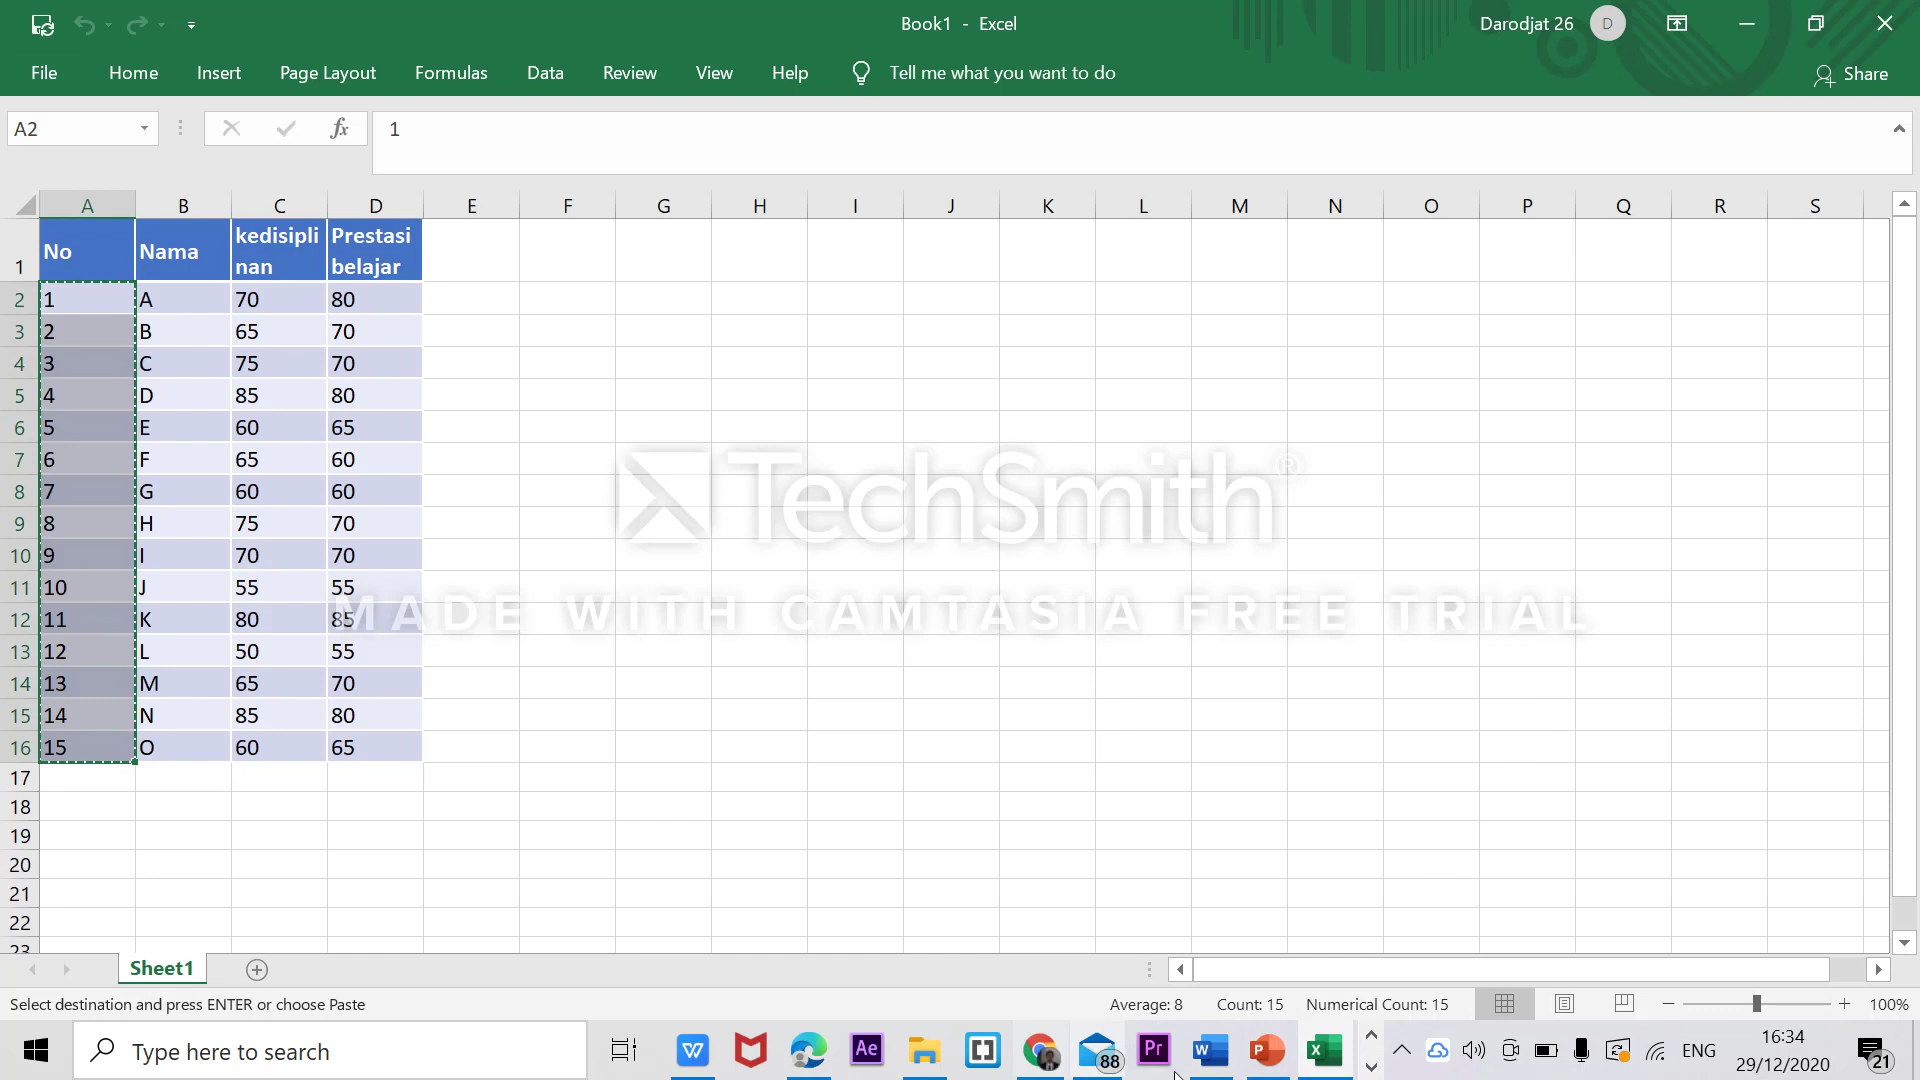 Book1 - Excel
Darodjat 26
D
File Home Insert Page Layout Formulas Data Review View Help Tell me what you want to do
Share
A2
fx
1
A B C D E F G H I J K L M N O P Q R S
1 No Nama kedisipli Prestasi
nan belajar
2 1 A 70 80
3 2 B 65 70
4 3 C 75 70
5 4 D 85 80
6 5 E 60 65
7 6 F 65 60
8 7 G 60 60
9 8 H 75 70
10 9 I 70 70
11 10 J 55 55
12 11 K 80 85
13 12 L 50 55
14 13 M 65 70
15 14 N 85 80
16 15 O 60 65
17
18
19
20
21
22
23
TechSmith®
MADE WITH CAMTASIA FREE TRIAL
Sheet1
Select destination and press ENTER or choose Paste
Average: 8 Count: 15 Numerical Count: 15
100%
Type here to search
W
Ae
88
Pr
W
P
X
ENG
16:34
29/12/2020
21